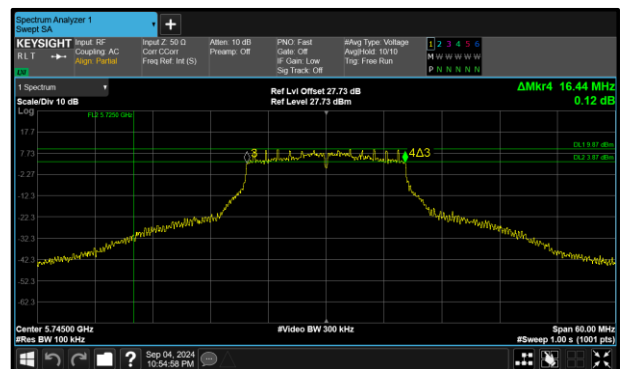 Spectrum Analyzer 1
Swept SA
+
KEYSIGHT Input: RF Input Z: 50 Ω Atten: 10 dB PNO: Fast #Avg Type: Voltage 1 2 3 4 5 6
RLT Coupling: AC Corr CCorr Preamp: Off Gate: Off Avg|Hold: 10/10 M W W W W W
Align: Partial Freq Ref: Int (S) IF Gain: Low Trig: Free Run
Sig Track: Off P N N N N N
LW
1 Spectrum Ref Lvl Offset 27.73 dB ΔMkr4 16.44 MHz
Scale/Div 10 dB Ref Level 27.73 dBm 0.12 dB
Log FL2 5.7250 GHz
17.7
DL1 9.87 dBm
7.73 3 4Δ3
DL2 3.87 dBm
-2.27
-12.3
-22.3
-32.3
-42.3
-52.3
-62.3
Center 5.74500 GHz #Video BW 300 kHz Span 60.00 MHz
#Res BW 100 kHz #Sweep 1.00 s (1001 pts)
? Sep 04, 2024
10:54:58 PM